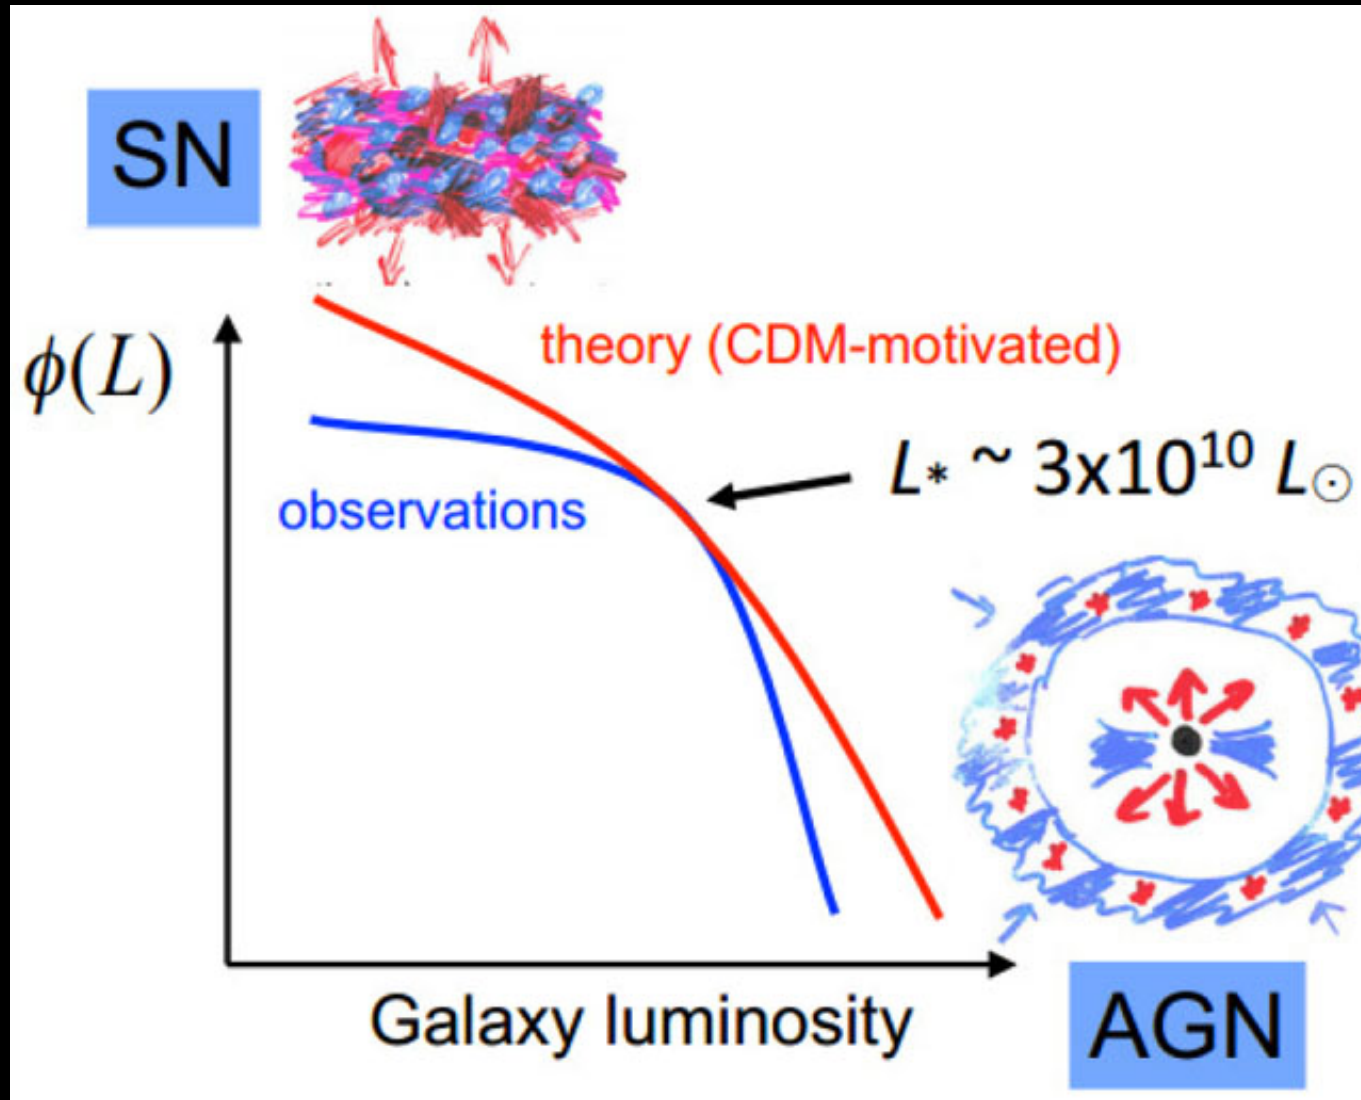 SN
theory (CDM-motivated)
ϕ(L)
L* ~ 3x10¹⁰ L☉
observations
Galaxy luminosity
AGN